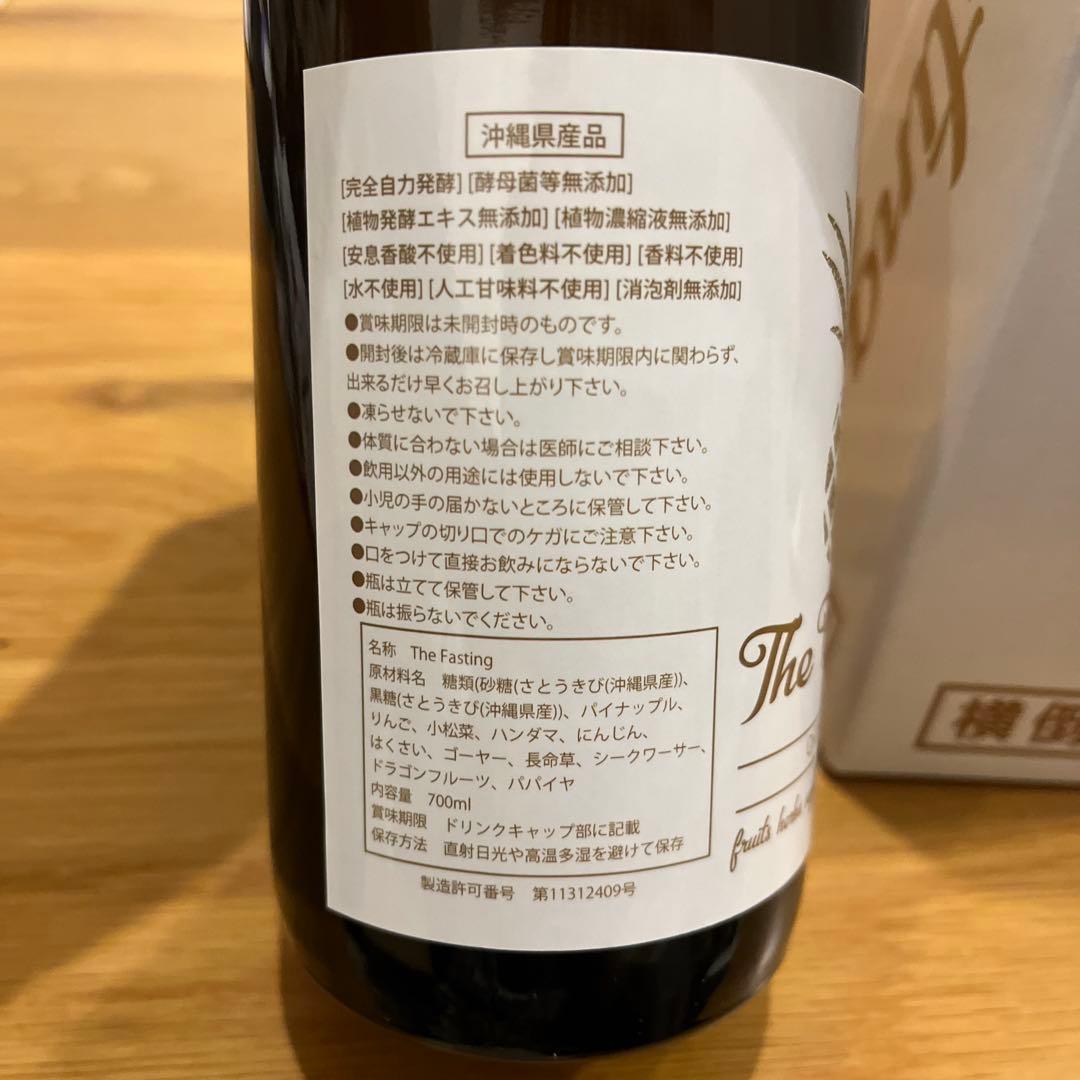 沖縄県産品
[完全自力発酵] [酵母菌等無添加]
[植物発酵エキス無添加] [植物濃縮液無添加]
[安息香酸不使用] [着色料不使用] [香料不使用]
[水不使用] [人工甘味料不使用] [消泡剤無添加]
●賞味期限は未開封時のものです。
●開封後は冷蔵庫に保存し賞味期限内に関わらず、
出来るだけ早くお召し上がり下さい。
●凍らせないで下さい。
●体質に合わない場合は医師にご相談下さい。
●飲用以外の用途には使用しないで下さい。
●小児の手の届かないところに保管して下さい。
●キャップの切り口でのケガにご注意下さい。
●口をつけて直接お飲みにならないで下さい。
●瓶は立てて保管して下さい。
●瓶は振らないでください。
名称 The Fasting
原材料名 糖類(砂糖(さとうきび(沖縄県産))、
黒糖(さとうきび(沖縄県産))、パイナップル、
りんご、小松菜、ハンダマ、にんじん、
はくさい、ゴーヤー、長命草、シークワーサー、
ドラゴンフルーツ、パパイヤ
内容量 700ml
賞味期限 ドリンクキャップ部に記載
保存方法 直射日光や高温多湿を避けて保存
製造許可番号 第11312409号
The
fruits herbs
横倒